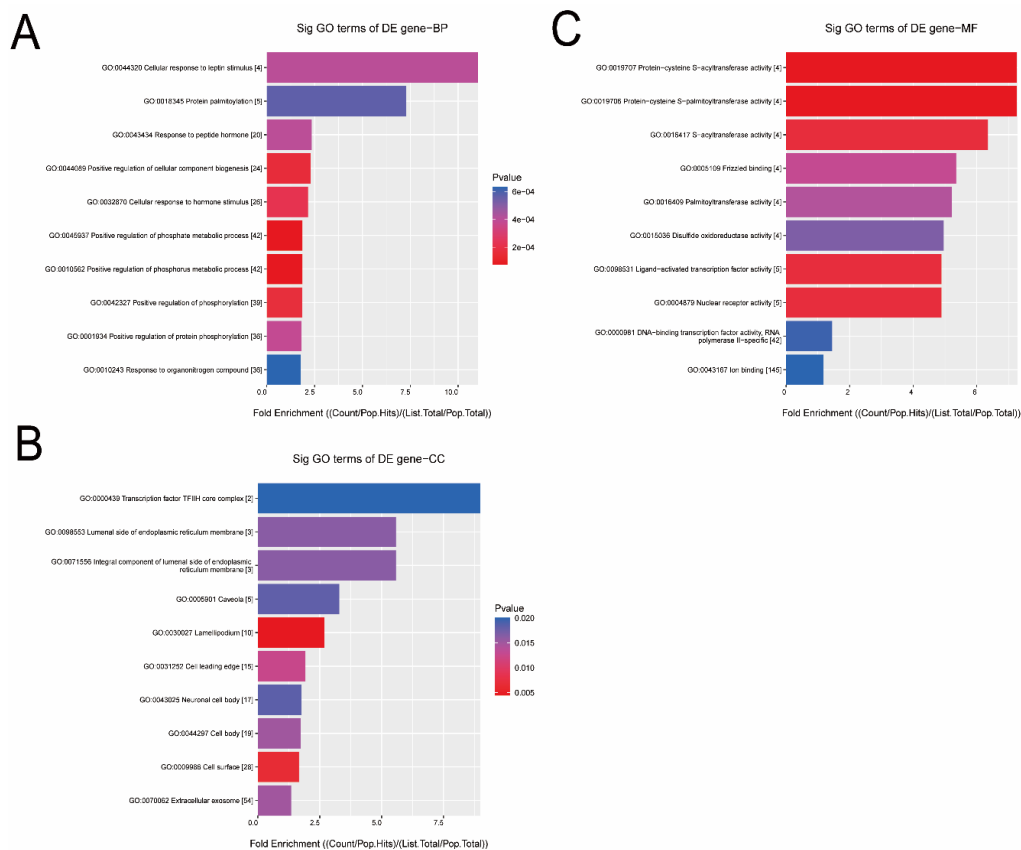 A
Sig GO terms of DE gene−BP
GO:0044320 Cellular response to leptin stimulus [4]
GO:0018345 Protein palmitoylation [5]
GO:0043434 Response to peptide hormone [20]
GO:0044089 Positive regulation of cellular component biogenesis [24]
GO:0032870 Cellular response to hormone stimulus [26]
GO:0045937 Positive regulation of phosphate metabolic process [42]
GO:0010562 Positive regulation of phosphorus metabolic process [42]
GO:0042327 Positive regulation of phosphorylation [39]
GO:0001934 Positive regulation of protein phosphorylation [36]
GO:0010243 Response to organonitrogen compound [38]
0.0 2.5 5.0 7.5 10.0
Fold Enrichment ((Count/Pop.Hits)/(List.Total/Pop.Total))
Pvalue
6e−04
4e−04
2e−04
C
Sig GO terms of DE gene−MF
GO:0019707 Protein−cysteine S−acyltransferase activity [4]
GO:0019706 Protein−cysteine S−palmitoyltransferase activity [4]
GO:0016417 S−acyltransferase activity [4]
GO:0005109 Frizzled binding [4]
GO:0016409 Palmitoyltransferase activity [4]
GO:0015036 Disulfide oxidoreductase activity [4]
GO:0098531 Ligand−activated transcription factor activity [5]
GO:0004879 Nuclear receptor activity [5]
GO:0000981 DNA−binding transcription factor activity, RNA
polymerase II−specific [42]
GO:0043167 Ion binding [145]
0 2 4 6
Fold Enrichment ((Count/Pop.Hits)/(List.Total/Pop.Total))
B
Sig GO terms of DE gene−CC
GO:0000439 Transcription factor TFIIH core complex [2]
GO:0098553 Lumenal side of endoplasmic reticulum membrane [3]
GO:0071556 Integral component of lumenal side of endoplasmic
reticulum membrane [3]
GO:0005901 Caveola [5]
GO:0030027 Lamellipodium [10]
GO:0031252 Cell leading edge [15]
GO:0043025 Neuronal cell body [17]
GO:0044297 Cell body [19]
GO:0009986 Cell surface [28]
GO:0070062 Extracellular exosome [54]
0.0 2.5 5.0 7.5
Fold Enrichment ((Count/Pop.Hits)/(List.Total/Pop.Total))
Pvalue
0.020
0.015
0.010
0.005